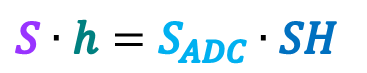 S · h = S_ADC · SH